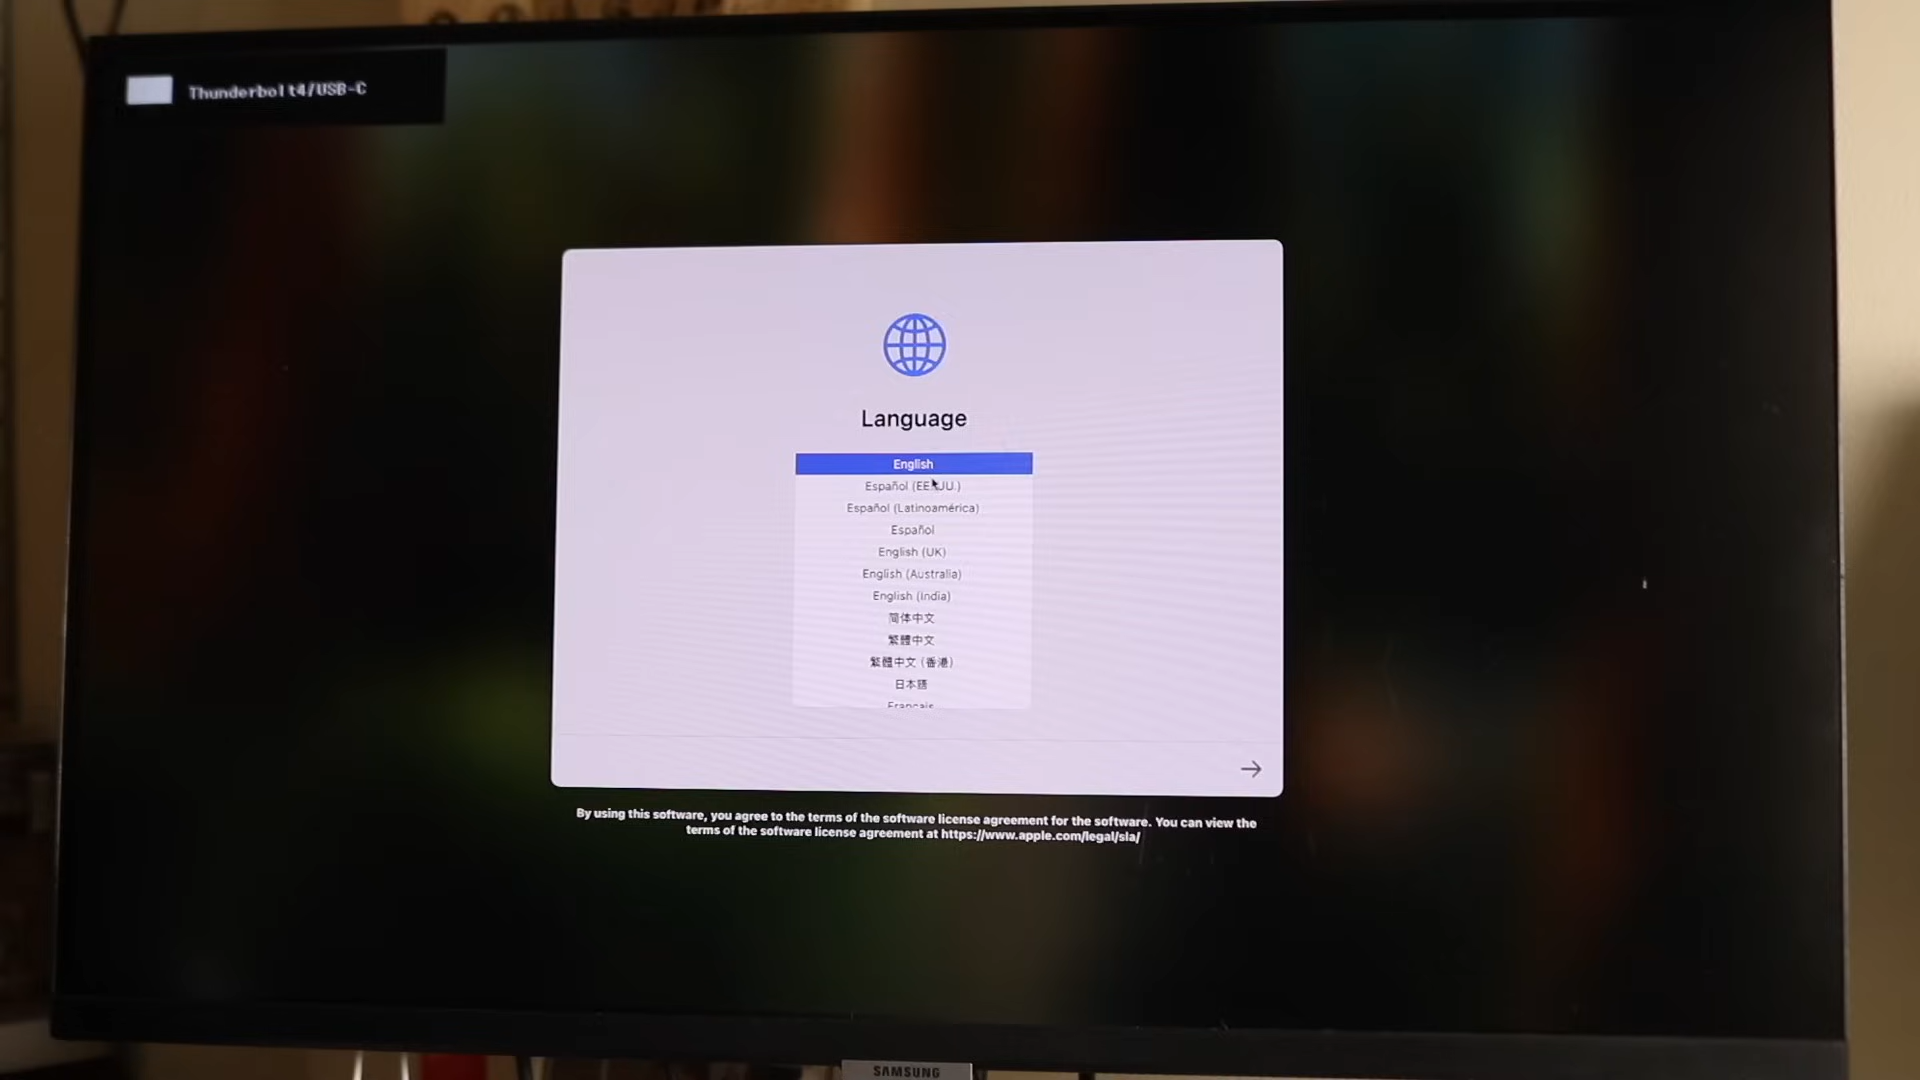 Thunderbolt4/USB-C
Language
English
Español (EE.UU.)
Español (Latinoamérica)
Español
English (UK)
English (Australia)
English (India)
简体中文
繁體中文
繁體中文 (香港)
日本語
Français
By using this software, you agree to the terms of the software license agreement for the software. You can view the
terms of the software license agreement at https://www.apple.com/legal/sla/
SAMSUNG